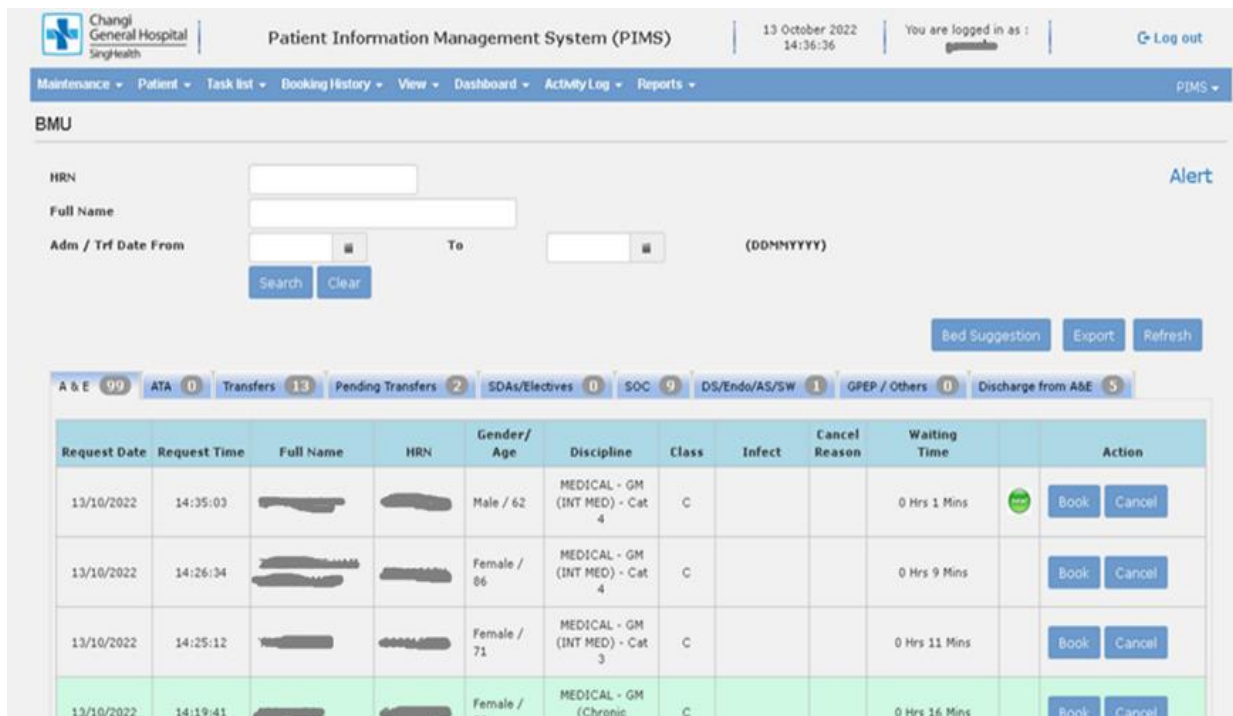 Changi
General Hospital
SingHealth
Patient Information Management System (PIMS)
13 October 2022
14:36:36
You are logged in as :
Log out
Maintenance Patient Task list Booking History View Dashboard Activity Log Reports PIMS
BMU
HRN
Alert
Full Name
Adm / Trf Date From To (DDMMYYYY)
Search Clear
Bed Suggestion Export Refresh
A & E 99 ATA 0 Transfers 13 Pending Transfers 2 SDAs/Electives 0 SOC 9 DS/Endo/AS/SW 1 GPEP / Others 0 Discharge from A&E 5
Request Date Request Time Full Name HRN Gender/ Age Discipline Class Infect Cancel Reason Waiting Time Action
13/10/2022 14:35:03 Male / 62 MEDICAL - GM (INT MED) - Cat 4 C 0 Hrs 1 Mins Book Cancel
13/10/2022 14:26:34 Female / 86 MEDICAL - GM (INT MED) - Cat 4 C 0 Hrs 9 Mins Book Cancel
13/10/2022 14:25:12 Female / 71 MEDICAL - GM (INT MED) - Cat 3 C 0 Hrs 11 Mins Book Cancel
13/10/2022 14:19:41 Female / MEDICAL - GM (Chronic C 0 Hrs 16 Mins Book Cancel